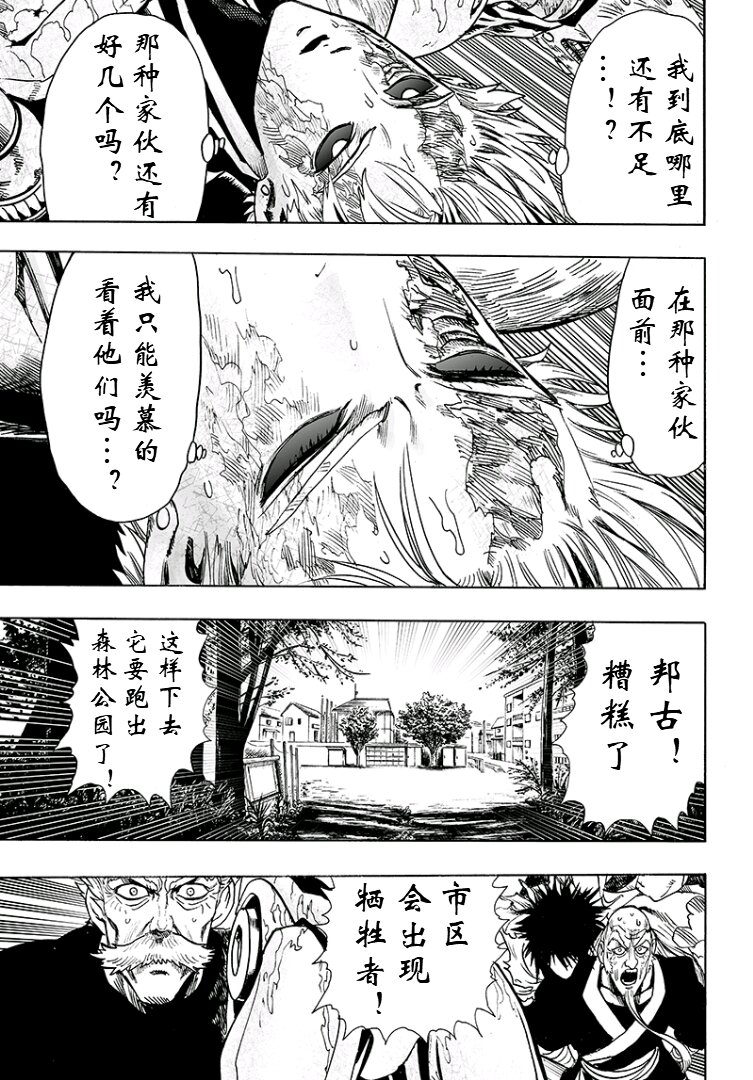 我到底哪里
还有不足
…！？
那种家伙还有
好几个吗？
在那种家伙
面前…
我只能羡慕的
看着他们吗…？
邦古！
糟糕了
这样下去
它要跑出
森林公园了！
市区
会出现
牺牲者！